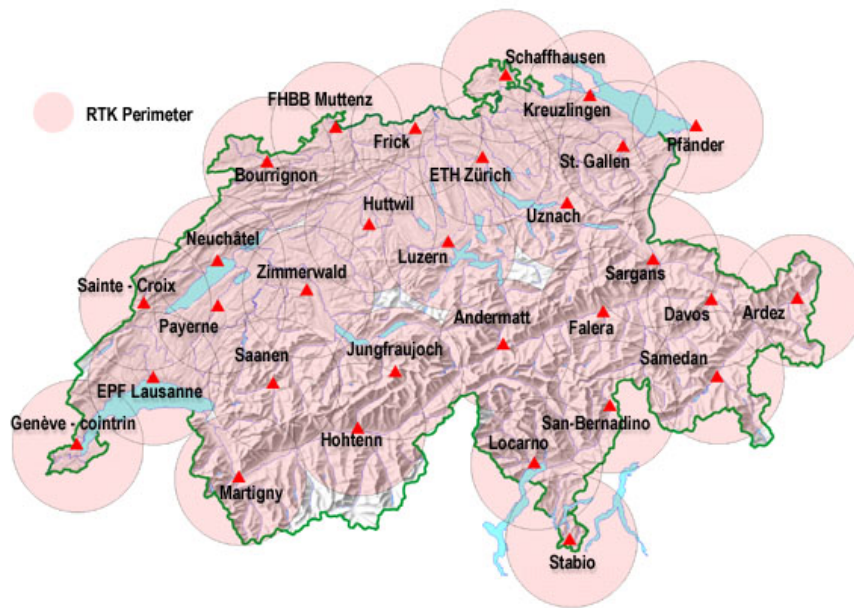 Schaffhausen
RTK Perimeter
FHBB Muttenz
Kreuzlingen
Frick
Pfänder
Bourrignon
ETH Zürich
St. Gallen
Huttwil
Uznach
Neuchâtel
Luzern
Sainte - Croix
Zimmerwald
Sargans
Payerne
Andermatt
Falera
Davos
Ardez
Saanen
Jungfraujoch
Samedan
EPF Lausanne
Genève - cointrin
San-Bernadino
Hohtenn
Locarno
Martigny
Stabio